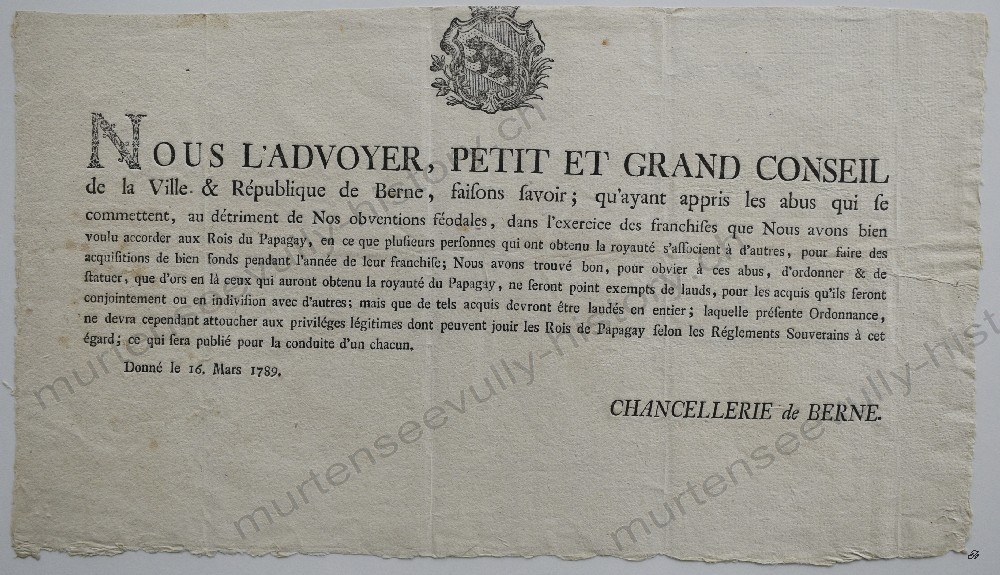 NOUS L'ADVOYER, PETIT ET GRAND CONSEIL
de la Ville & République de Berne, faiſons ſavoir; qu'ayant appris les abus qui ſe
commettent, au détriment de Nos obventions féodales, dans l'exercice des franchiſes que Nous avons bien
voulu accorder aux Rois du Papagay, en ce que pluſieurs perſonnes qui ont obtenu la royauté s'aſſocient à d'autres, pour faire des
acquiſitions de bien fonds pendant l'année de leur franchiſe; Nous avons trouvé bon, pour obvier à ces abus, d'ordonner & de
ſtatuer, que d'ors en là ceux qui auront obtenu la royauté du Papagay, ne ſeront point exempts de lauds, pour les acquis qu'ils ſeront
conjointement ou en indiviſion avec d'autres; mais que de tels acquis devront être laudés en entier; laquelle préſente Ordonnance,
ne devra cependant attoucher aux priviléges légitimes dont peuvent jouir les Rois de Papagay ſelon les Réglements Souverains à cet
égard; ce qui ſera publié pour la conduite d'un chacun.
Donné le 16. Mars 1789.
CHANCELLERIE de BERNE.
murtenseevully-history.ch
murtenseevully-history.ch
murtenseevully-hist